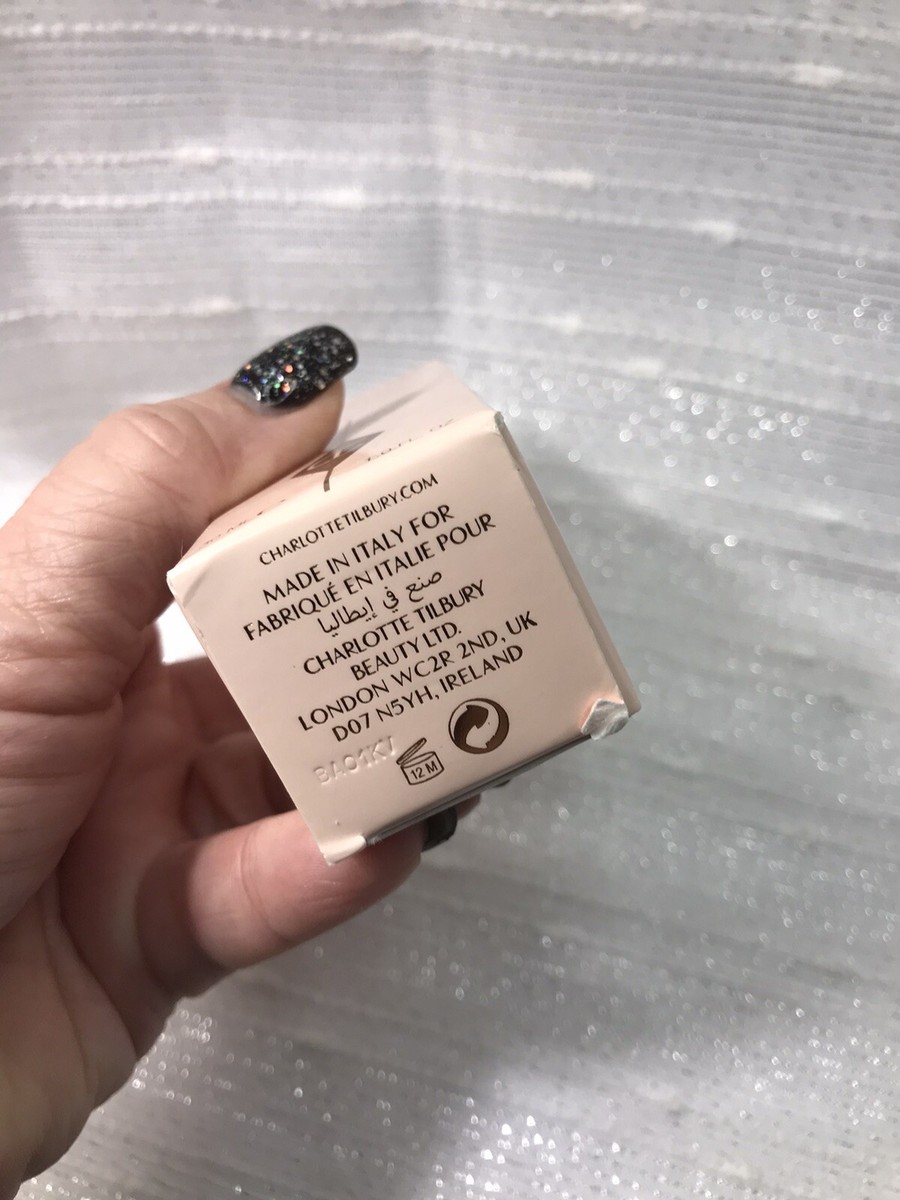 CHARLOTTETILBURY.COM
MADE IN ITALY FOR
FABRIQUÉ EN ITALIE POUR
صنع في إيطاليا
CHARLOTTE TILBURY
BEAUTY LTD.
LONDON WC2R 2ND, UK
D07 N5YH, IRELAND
12 M